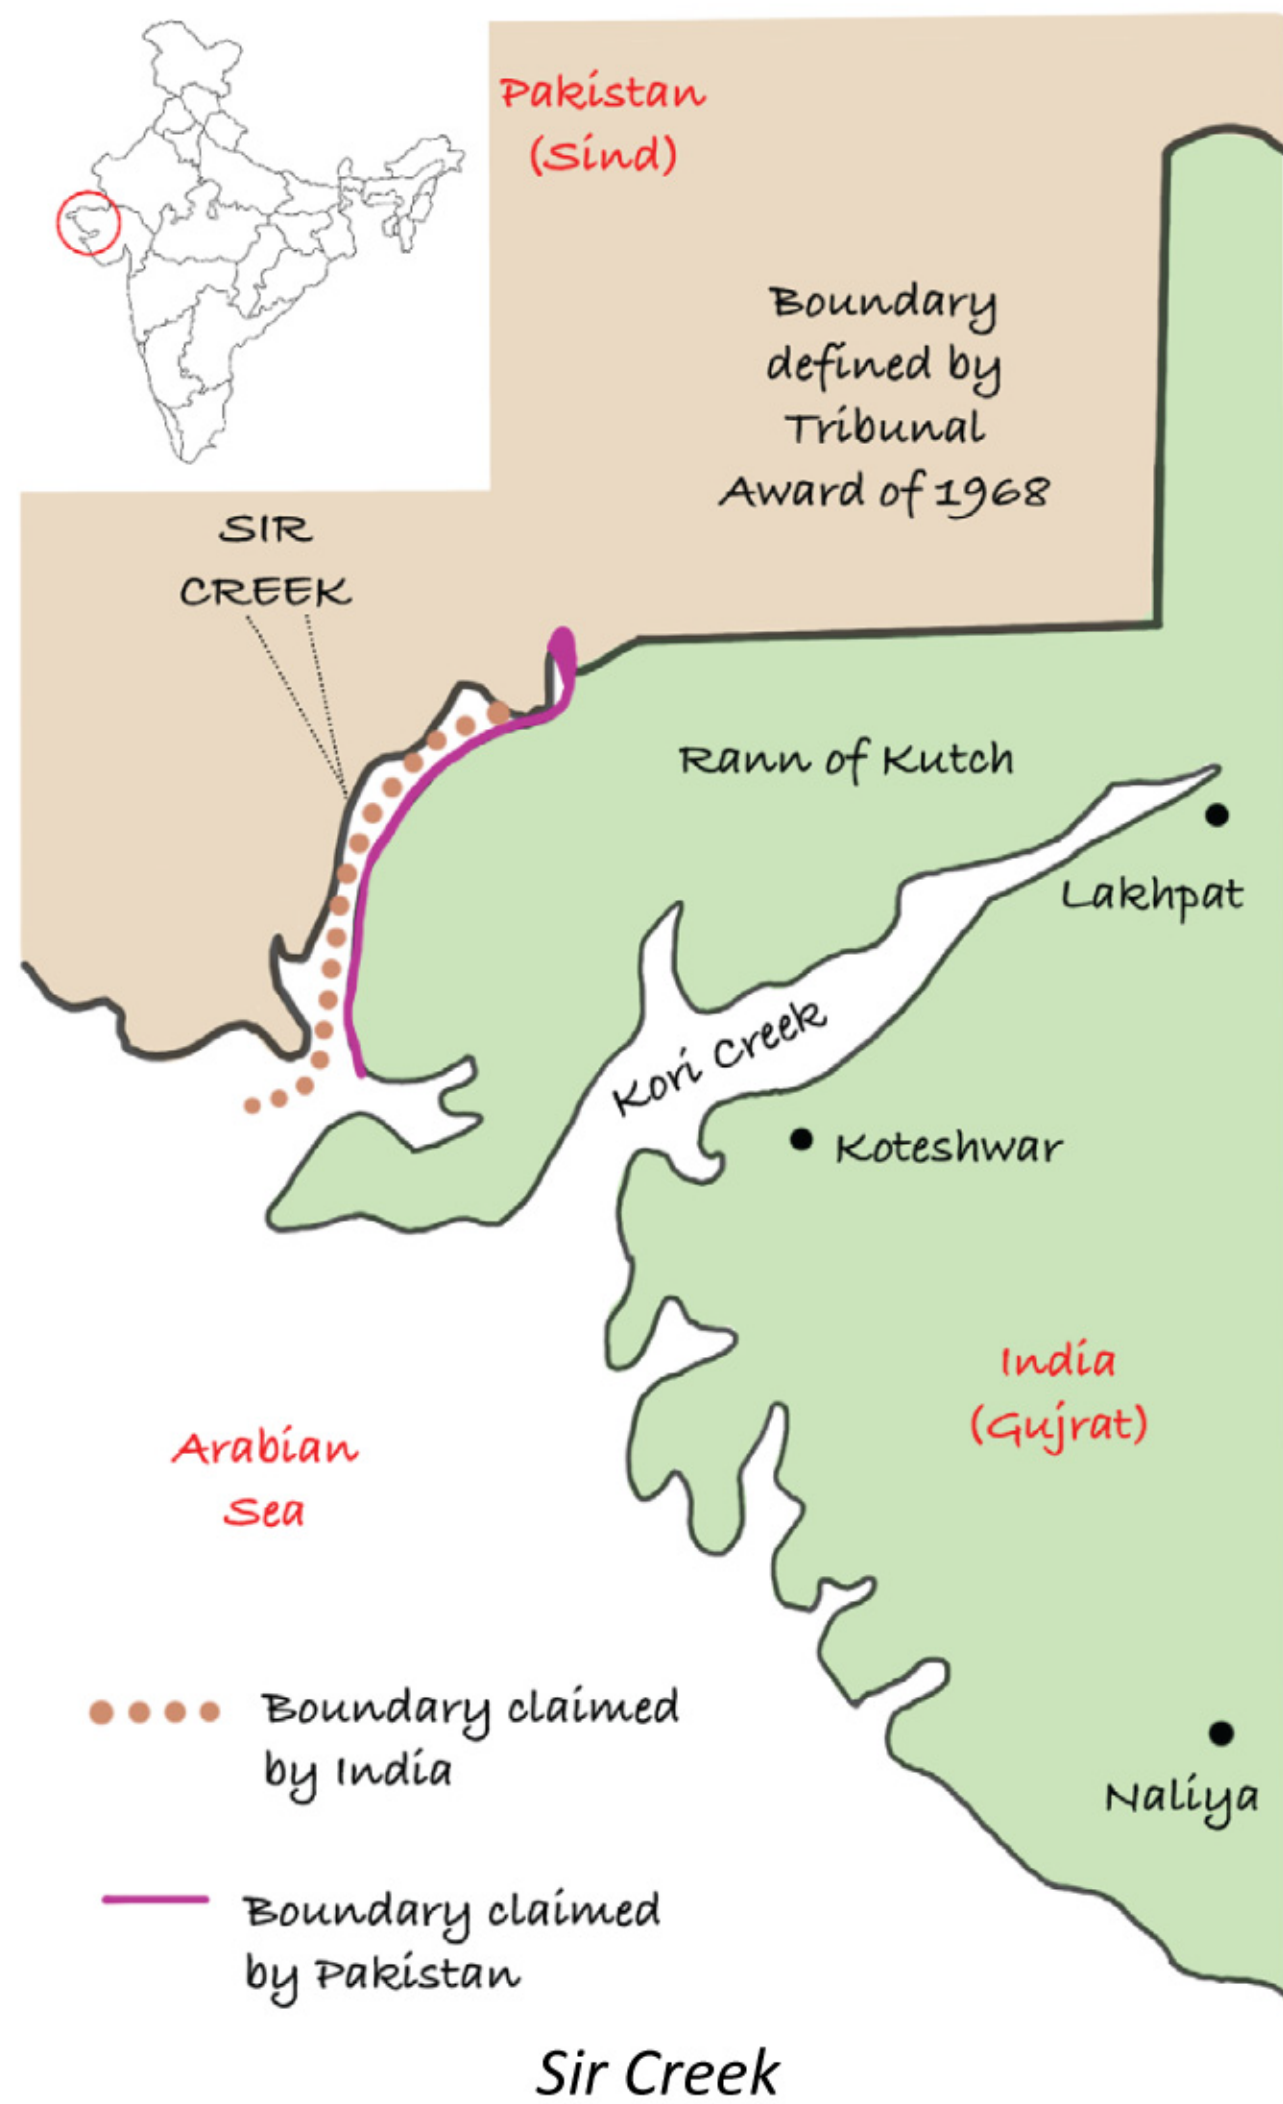 Pakistan
(Sind)
Boundary
defined by
Tribunal
Award of 1968
SIR
CREEK
Rann of Kutch
Lakhpat
Kori Creek
Koteshwar
India
(Gujrat)
Arabian
Sea
Boundary claimed
by India
Naliya
Boundary claimed
by Pakistan
Sir Creek